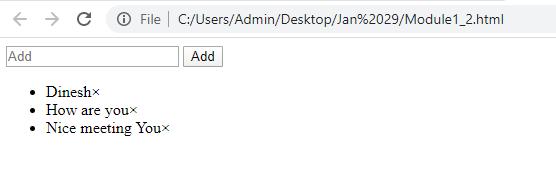 File C:/Users/Admin/Desktop/Jan%2029/Module1_2.html
Add Add
Dinesh×
How are you×
Nice meeting You×